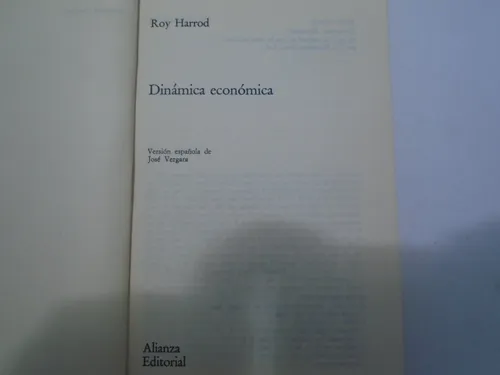 Roy Harrod
Dinámica económica
Versión española de
José Vergara
Alianza
Editorial